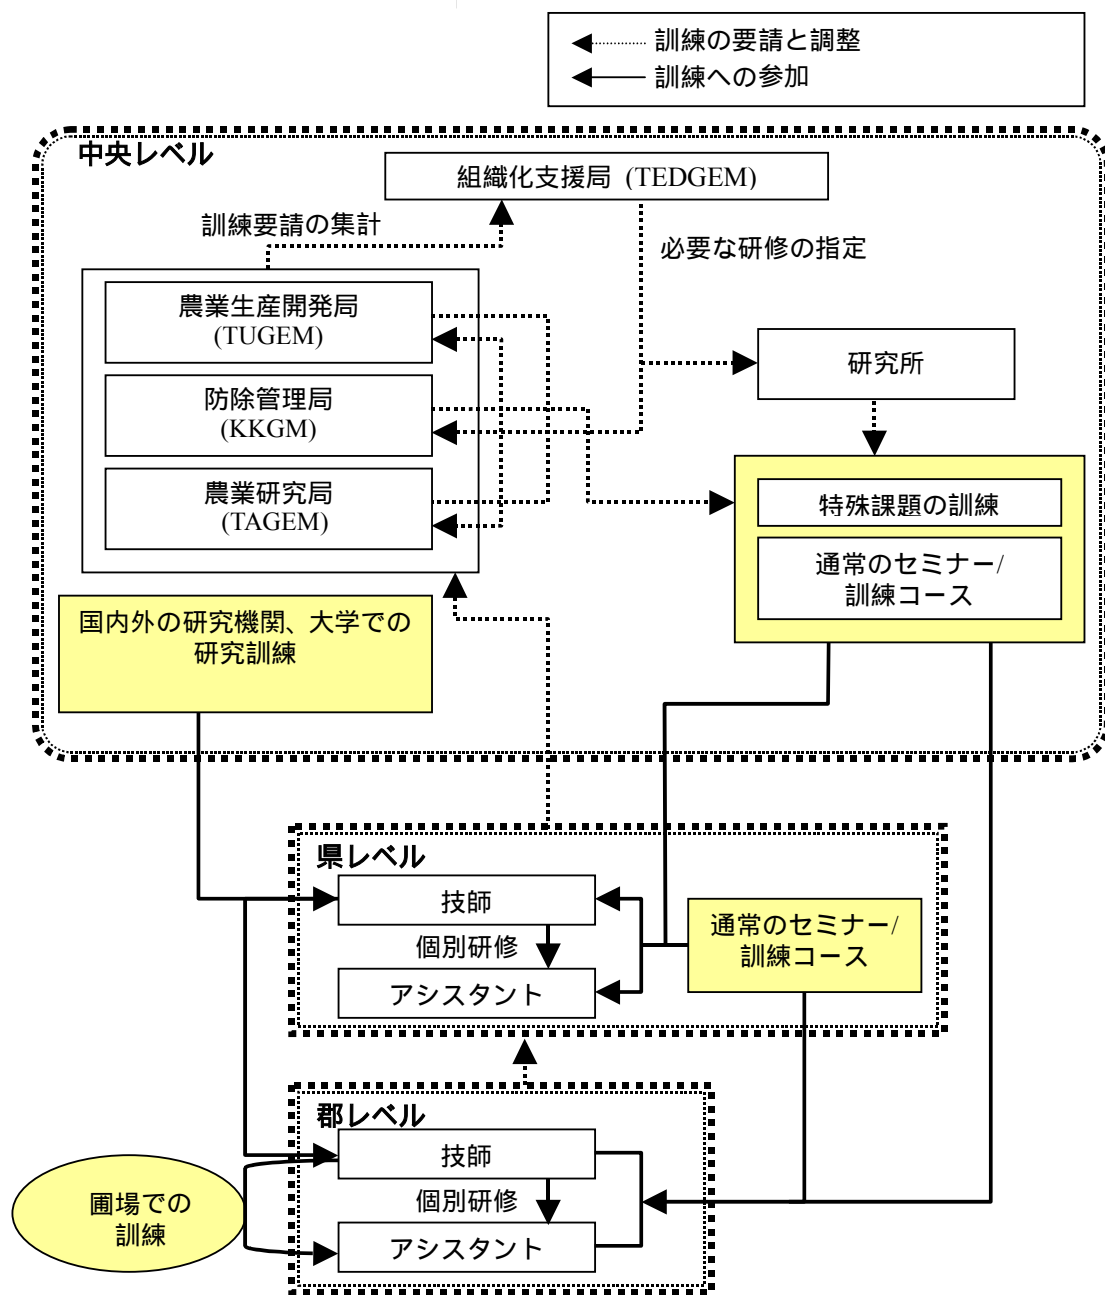 訓練の要請と調整
訓練への参加
中央レベル
組織化支援局 (TEDGEM)
訓練要請の集計
必要な研修の指定
農業生産開発局
(TUGEM)
防除管理局
(KKGM)
農業研究局
(TAGEM)
研究所
特殊課題の訓練
通常のセミナー/
訓練コース
国内外の研究機関、大学での
研究訓練
県レベル
技師
個別研修
アシスタント
通常のセミナー/
訓練コース
郡レベル
技師
個別研修
アシスタント
圃場での
訓練